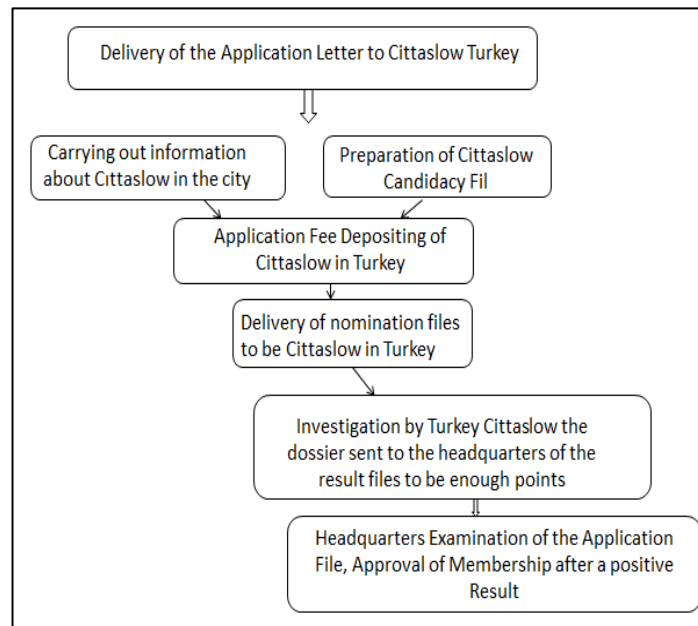 Delivery of the Application Letter to Cittaslow Turkey
Carrying out information
about Cıttaslow in the city
Preparation of Cittaslow
Candidacy Fil
Application Fee Depositing of
Cittaslow in Turkey
Delivery of nomination files
to be Cittaslow in Turkey
Investigation by Turkey Cittaslow the
dossier sent to the headquarters of the
result files to be enough points
Headquarters Examination of the Application
File, Approval of Membership after a positive
Result